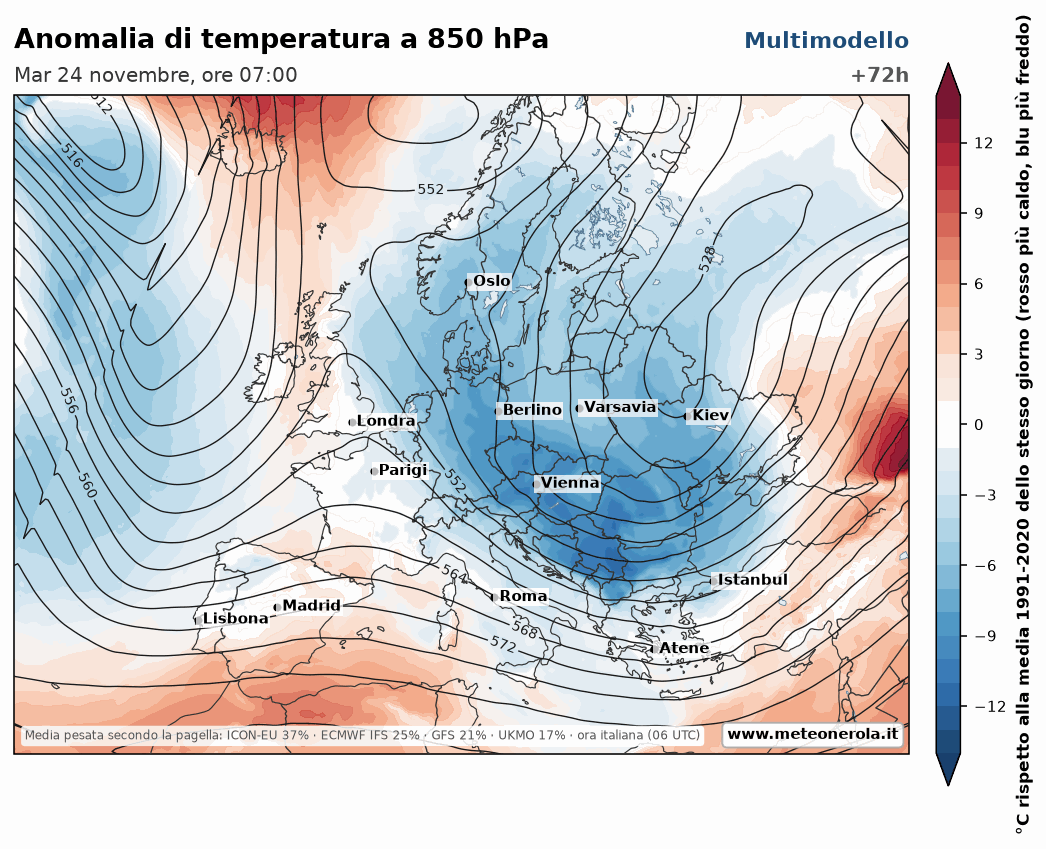 Anomalia di temperatura a 850 hPa
Multimodello
Mar 24 novembre, ore 07:00
+72h
512
516
552
528
Oslo
556
Berlino
Varsavia
Kiev
Londra
Parigi
552
Vienna
560
564
Istanbul
Roma
Madrid
Lisbona
568
572
Atene
Media pesata secondo la pagella: ICON-EU 37% · ECMWF IFS 25% · GFS 21% · UKMO 17% · ora italiana (06 UTC)
www.meteonerola.it
12
9
6
3
0
−3
−6
−9
−12
°C rispetto alla media 1991-2020 dello stesso giorno (rosso più caldo, blu più freddo)